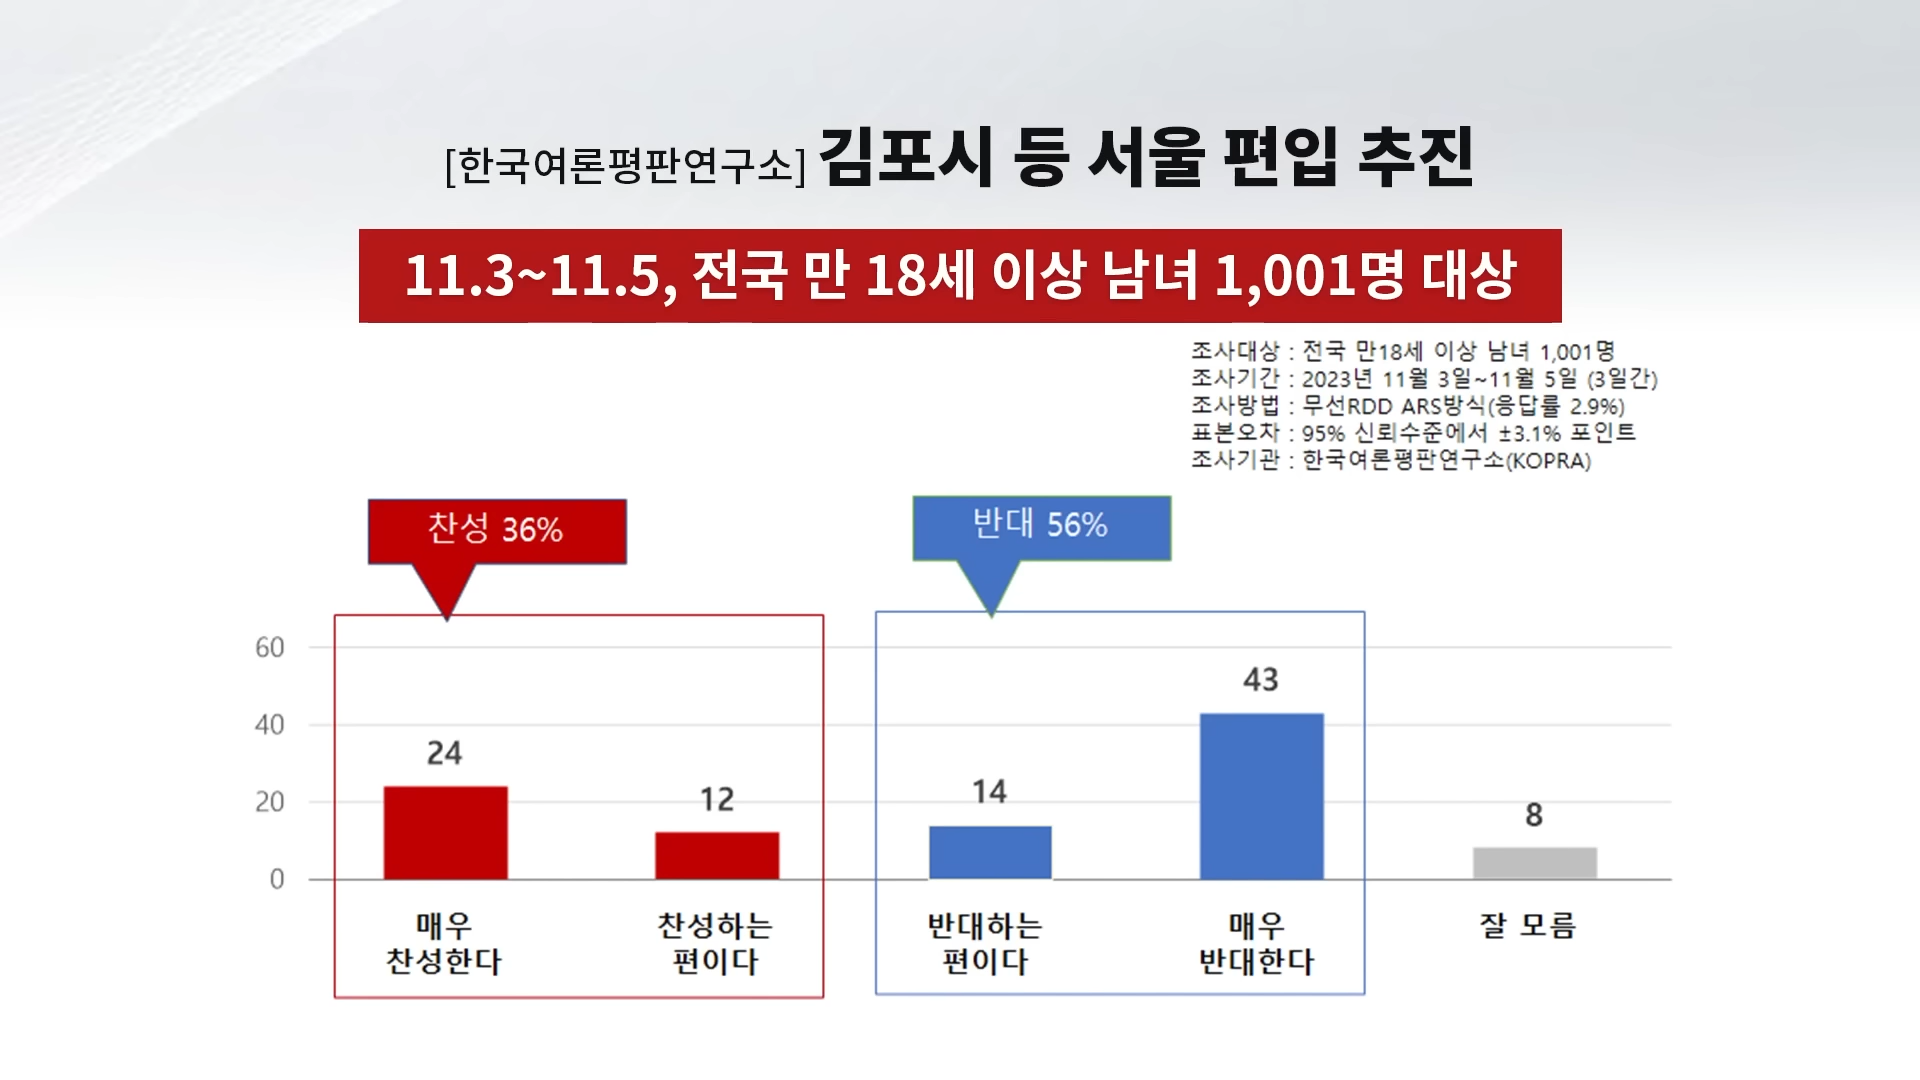 [한국여론평판연구소] 김포시 등 서울 편입 추진
11.3~11.5, 전국 만 18세 이상 남녀 1,001명 대상
조사대상 : 전국 만18세 이상 남녀 1,001명
조사기간 : 2023년 11월 3일~11월 5일 (3일간)
조사방법 : 무선RDD ARS방식(응답률 2.9%)
표본오차 : 95% 신뢰수준에서 ±3.1% 포인트
조사기관 : 한국여론평판연구소(KOPRA)
찬성 36%
반대 56%
60
40
20
0
24
12
14
43
8
매우
찬성한다
찬성하는
편이다
반대하는
편이다
매우
반대한다
잘 모름